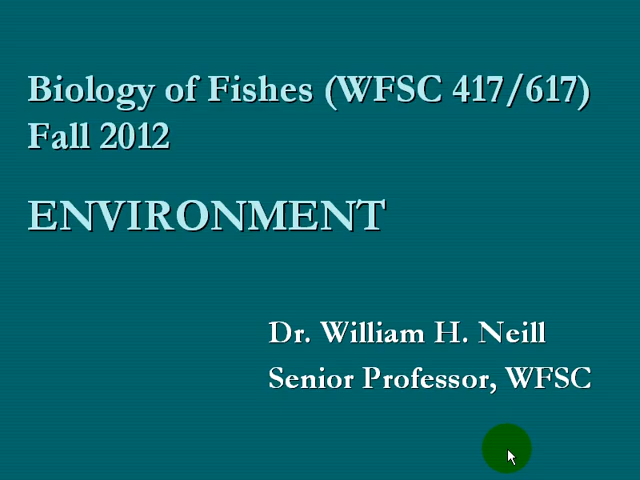 Biology of Fishes (WFSC 417/617)
Fall 2012
ENVIRONMENT
Dr. William H. Neill
Senior Professor, WFSC